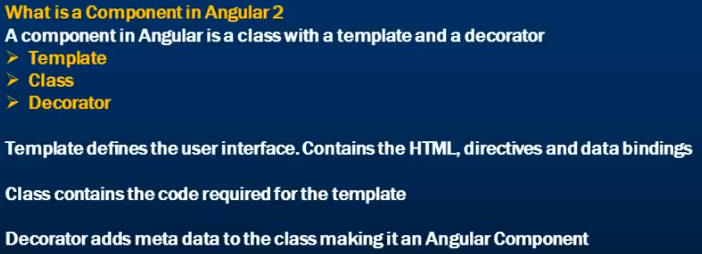 What is a Component in Angular 2
A component in Angular is a class with a template and a decorator
➢ Template
➢ Class
➢ Decorator
Template defines the user interface. Contains the HTML, directives and data bindings
Class contains the code required for the template
Decorator adds meta data to the class making it an Angular Component